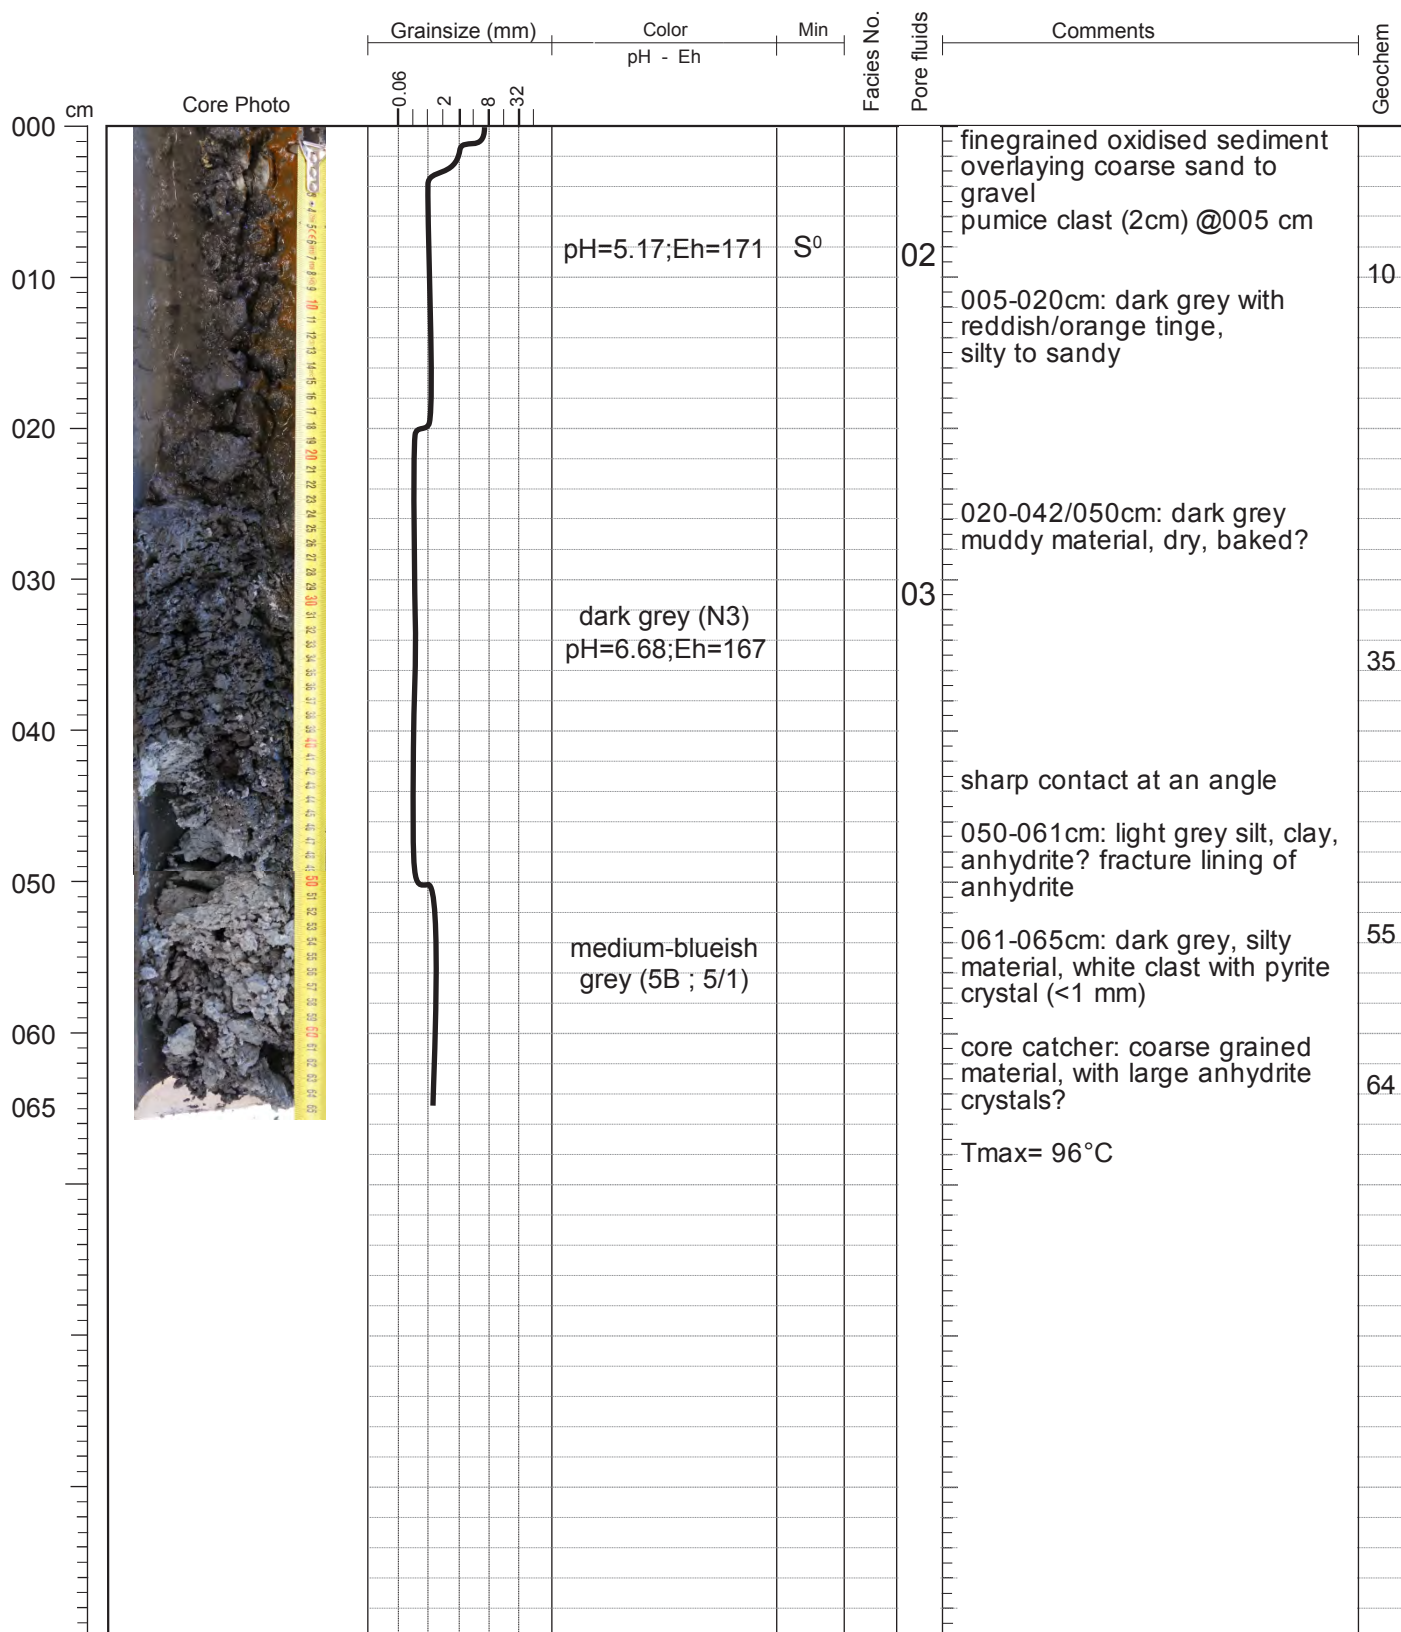 Grainsize (mm)
Color
Min
pH - Eh
Facies No.
Pore fluids
Comments
Geochem
cm
Core Photo
0.06
2
8
32
000
finegrained oxidised sediment
overlaying coarse sand to
gravel
pumice clast (2cm) @005 cm
pH=5.17;Eh=171
S⁰
02
010
10
005-020cm: dark grey with
reddish/orange tinge,
silty to sandy
020
020-042/050cm: dark grey
muddy material, dry, baked?
030
03
dark grey (N3)
pH=6.68;Eh=167
35
040
sharp contact at an angle
050-061cm: light grey silt, clay,
anhydrite? fracture lining of
anhydrite
050
medium-blueish
grey (5B ; 5/1)
55
061-065cm: dark grey, silty
material, white clast with pyrite
crystal (<1 mm)
060
core catcher: coarse grained
material, with large anhydrite
crystals?
64
065
Tmax= 96°C